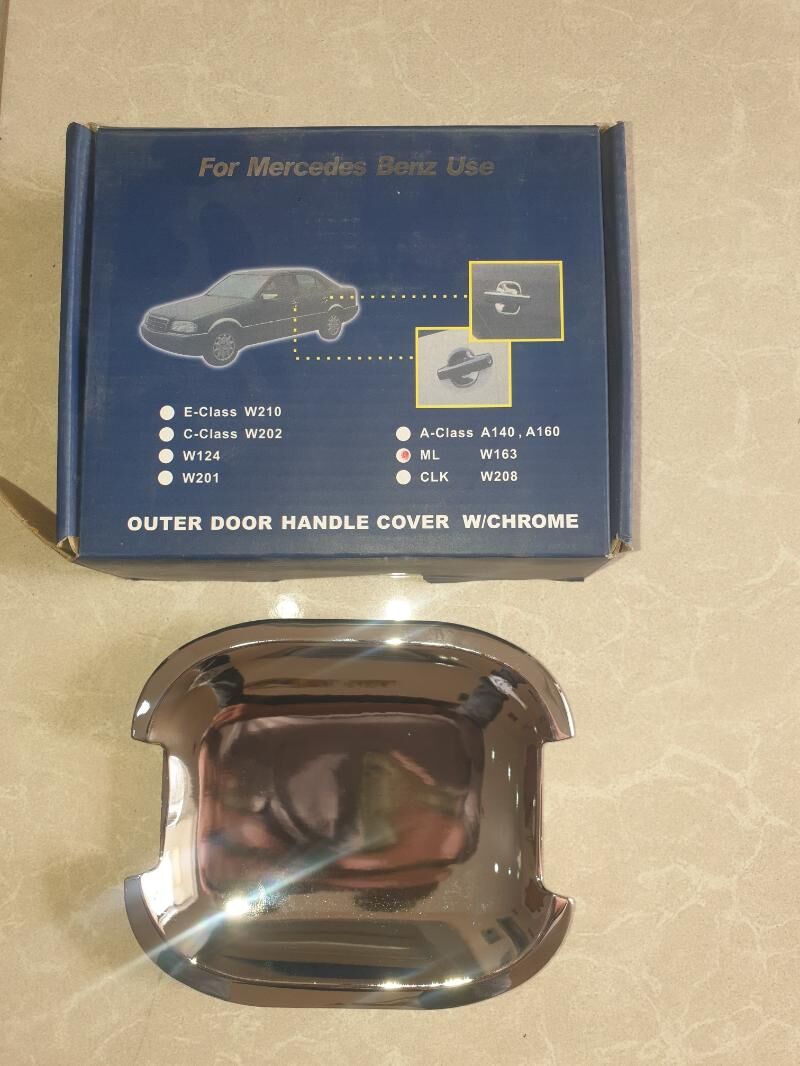 For Mercedes Benz Use
E-Class W210
C-Class W202
W124
W201
A-Class A140, A160
ML W163
CLK W208
OUTER DOOR HANDLE COVER W/CHROME